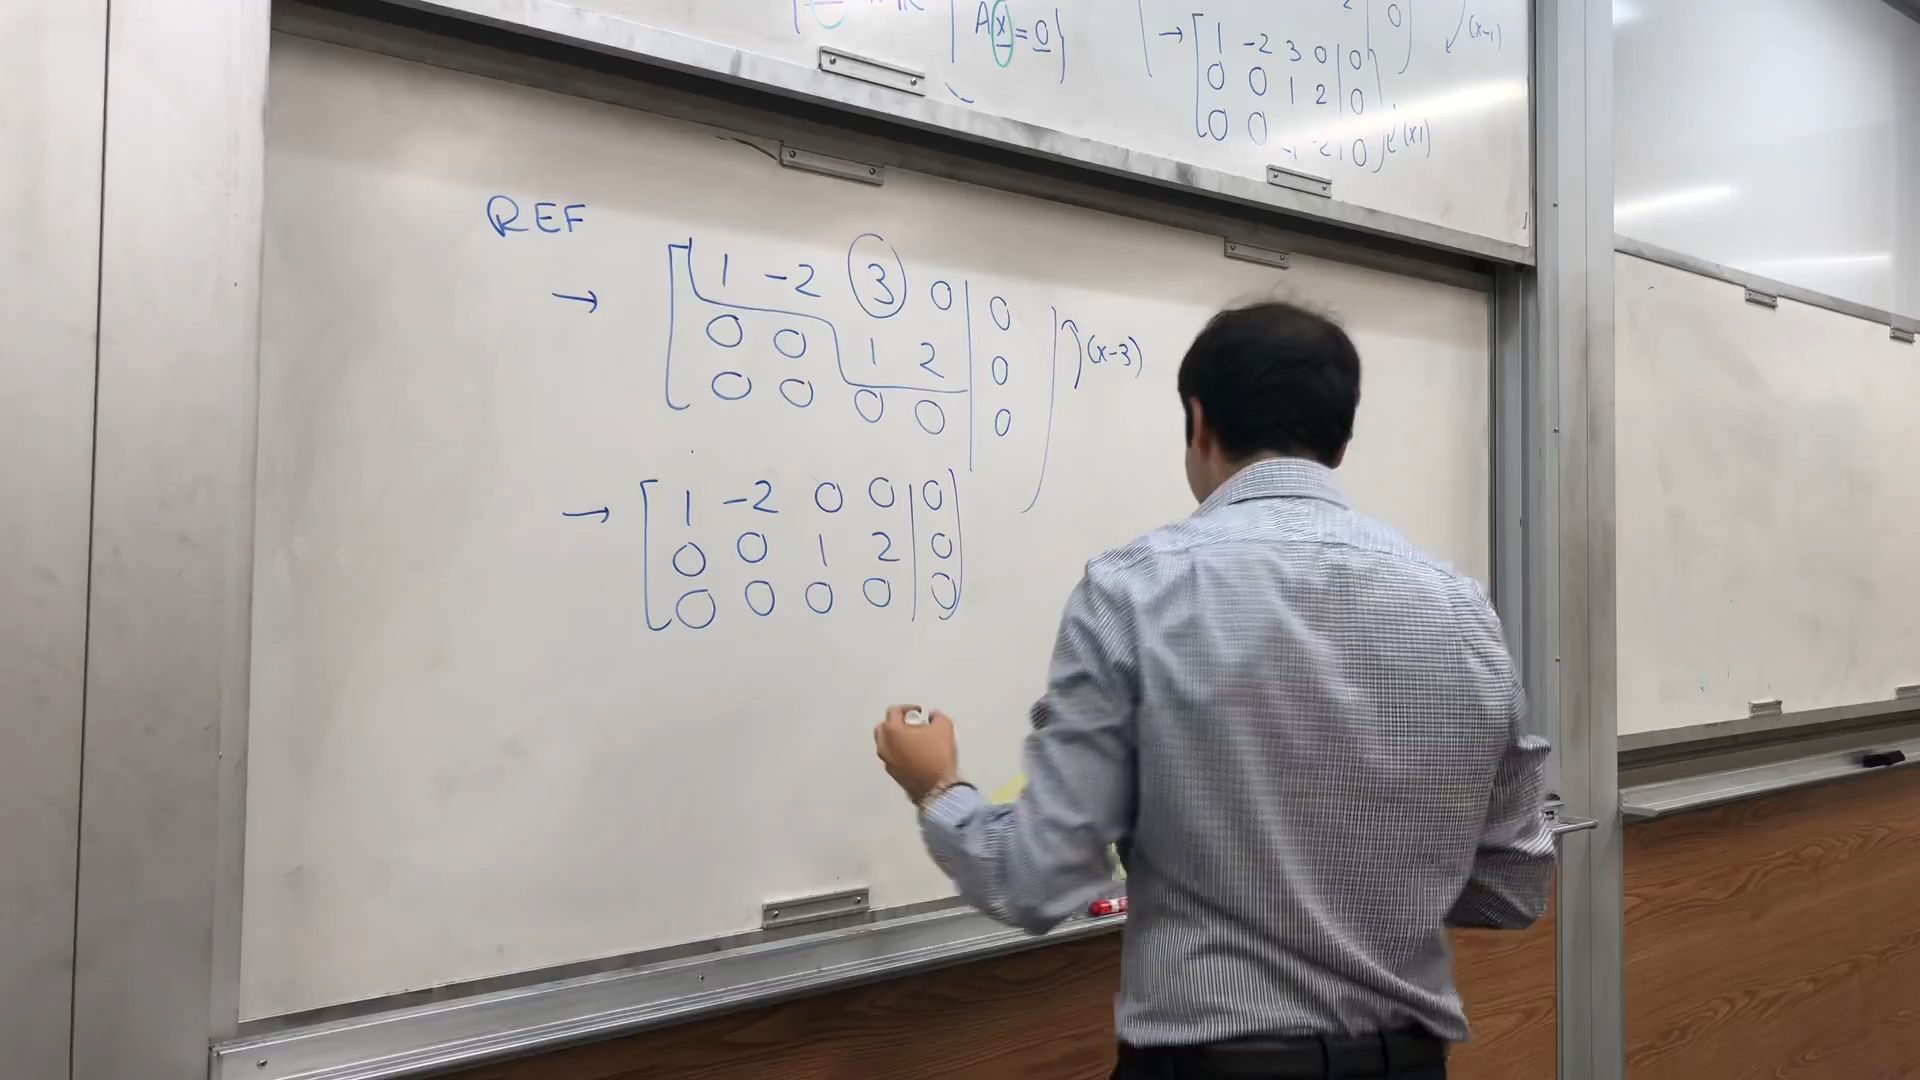 Ax = 0}
→ [ 1 -2 3 0 | 0
0 0 1 2 | 0
0 0 -1 -2 | 0 ] (x1)
(x-1)
REF
→ [ 1 -2 3 0 | 0
0 0 1 2 | 0
0 0 0 0 | 0 ] (x-3)
→ [ 1 -2 0 0 | 0
0 0 1 2 | 0
0 0 0 0 | 0 ]